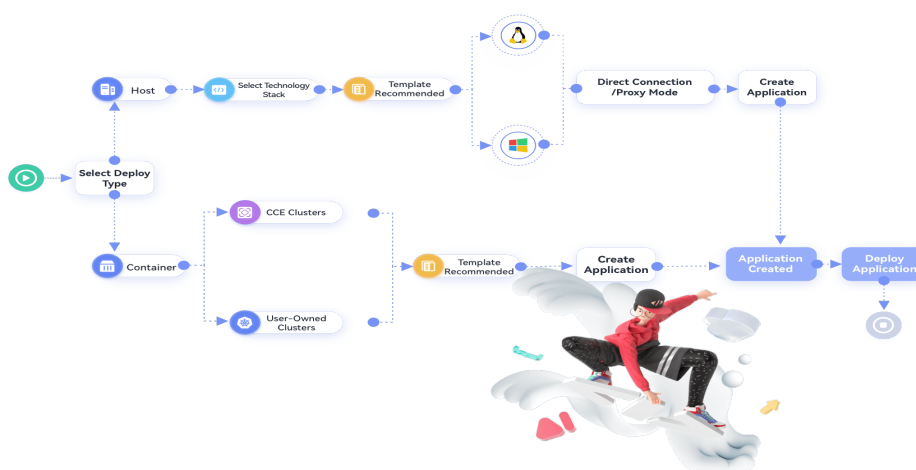 Host
Select Technology
Stack
Template
Recommended
Direct Connection
/Proxy Mode
Create
Application
Select Deploy
Type
Container
CCE Clusters
User-Owned
Clusters
Template
Recommended
Create
Application
Application
Created
Deploy
Application